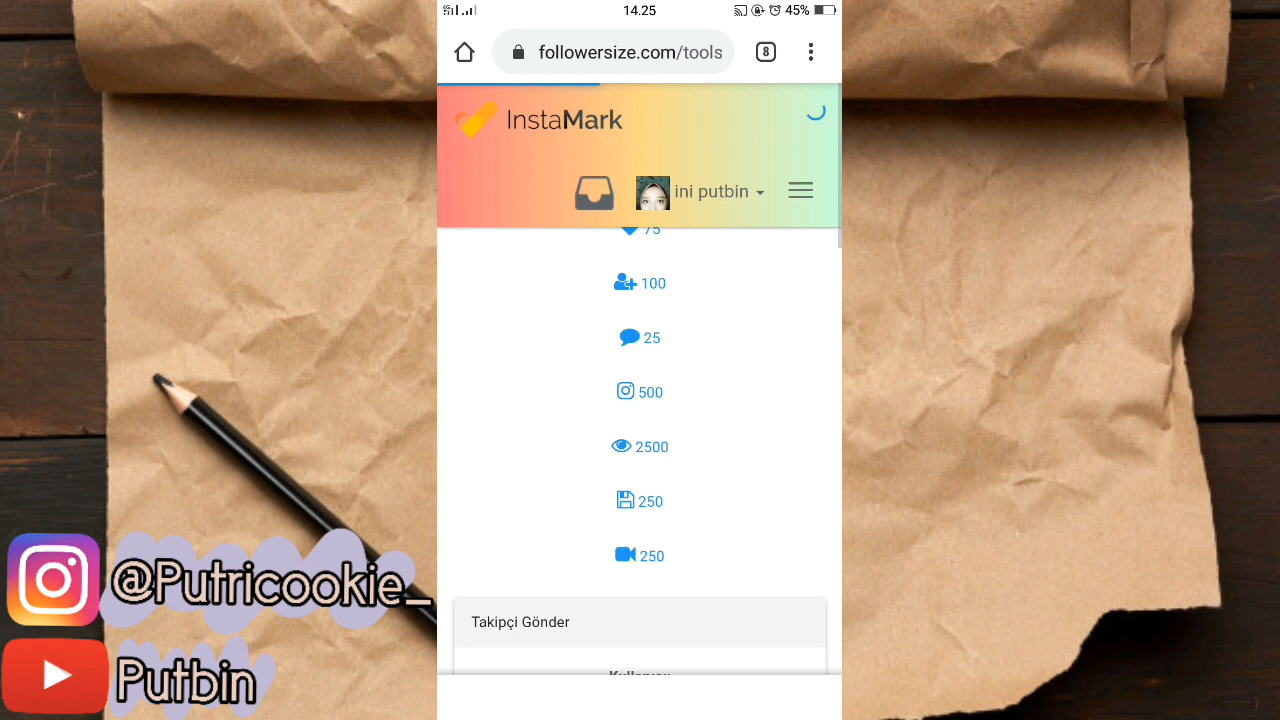 14.25
45%
followersize.com/tools
8
InstaMark
ini putbin
75
100
25
500
2500
250
250
Takipçi Gönder
@Putricookie_
Putbin